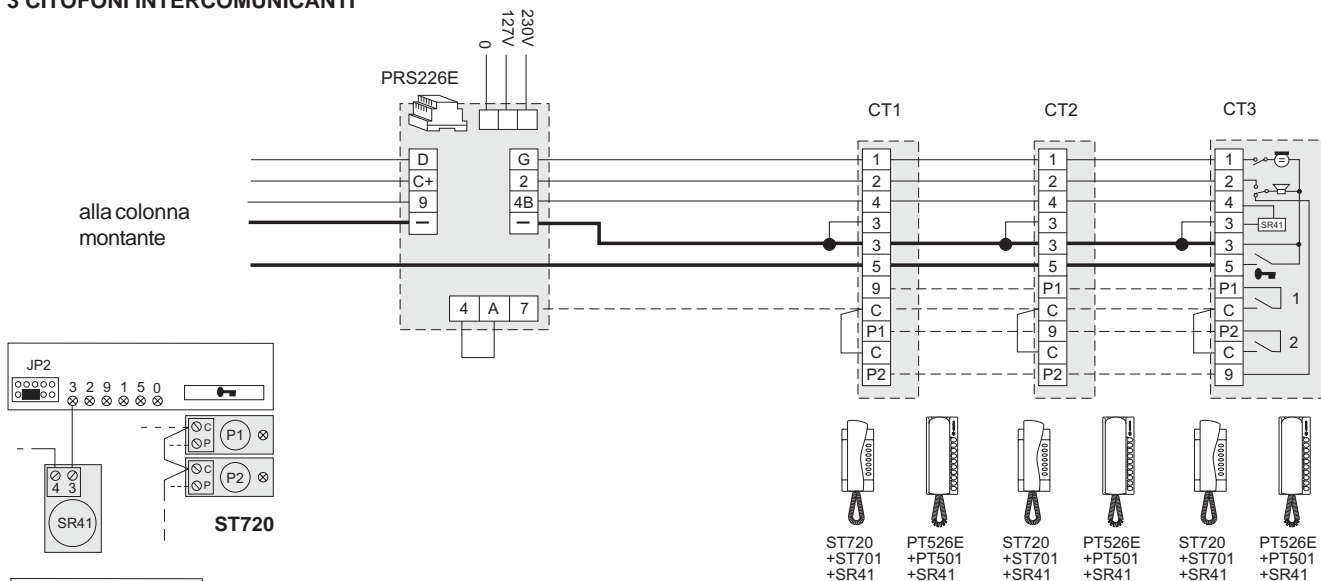 3 CITOFONI INTERCOMUNICANTI
0
127V
230V
PRS226E
CT1
CT2
CT3
D
C+
9
–
G
2
4B
–
4 A 7
alla colonna
montante
1
2
4
3
3
5
9
C
P1
C
P2
1
2
4
3
3
5
P1
C
9
C
P2
1
2
4
3
3
5
P1
C
P2
C
9
SR41
1
2
JP2
3 2 9 1 5 0
C
P
P1
C
P
P2
4 3
SR41
ST720
ST720
+ST701
+SR41
PT526E
+PT501
+SR41
ST720
+ST701
+SR41
PT526E
+PT501
+SR41
ST720
+ST701
+SR41
PT526E
+PT501
+SR41